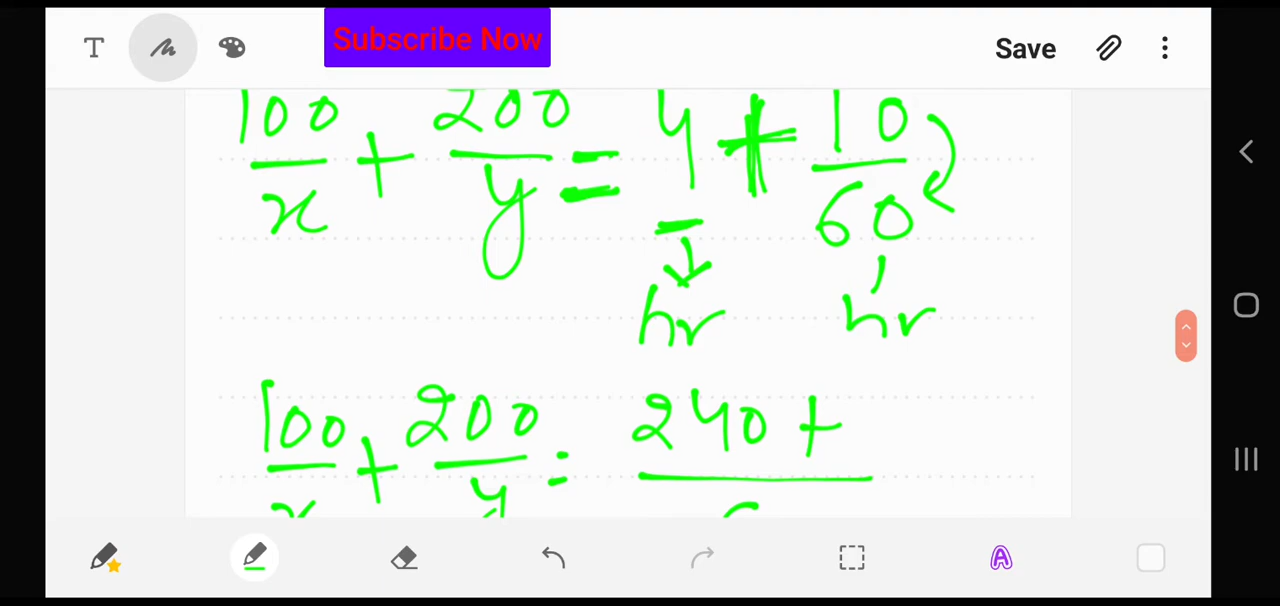 T
Subscribe Now
Save
100/x + 200/y = 4 + 10/60
hr hr
100/x + 200/y = 240 +
A